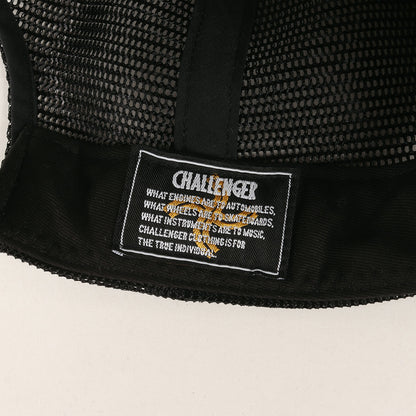 CHALLENGER
WHAT ENGINES ARE TO AUTOMOBILES,
WHAT WHEELS ARE TO SKATEBOARDS,
WHAT INSTRUMENTS ARE TO MUSIC,
CHALLENGER CLOTHING IS FOR
THE TRUE INDIVIDUAL.